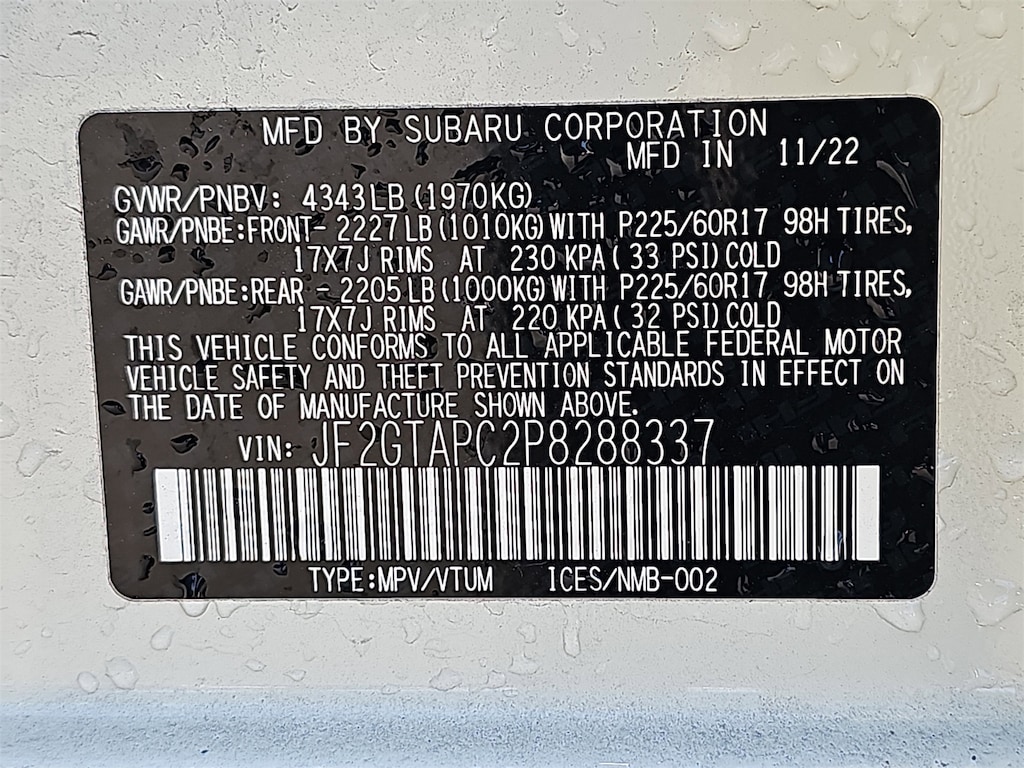 MFD BY SUBARU CORPORATION
MFD IN 11/22
GVWR/PNBV: 4343LB (1970KG)
GAWR/PNBE:FRONT- 2227LB (1010KG) WITH P225/60R17 98H TIRES,
17X7J RIMS AT 230 KPA( 33 PSI) COLD
GAWR/PNBE:REAR - 2205LB (1000KG) WITH P225/60R17 98H TIRES,
17X7J RIMS AT 220 KPA( 32 PSI) COLD
THIS VEHICLE CONFORMS TO ALL APPLICABLE FEDERAL MOTOR
VEHICLE SAFETY AND THEFT PREVENTION STANDARDS IN EFFECT ON
THE DATE OF MANUFACTURE SHOWN ABOVE.
VIN: JF2GTAPC2P8288337
TYPE:MPV/VTUM ICES/NMB-002